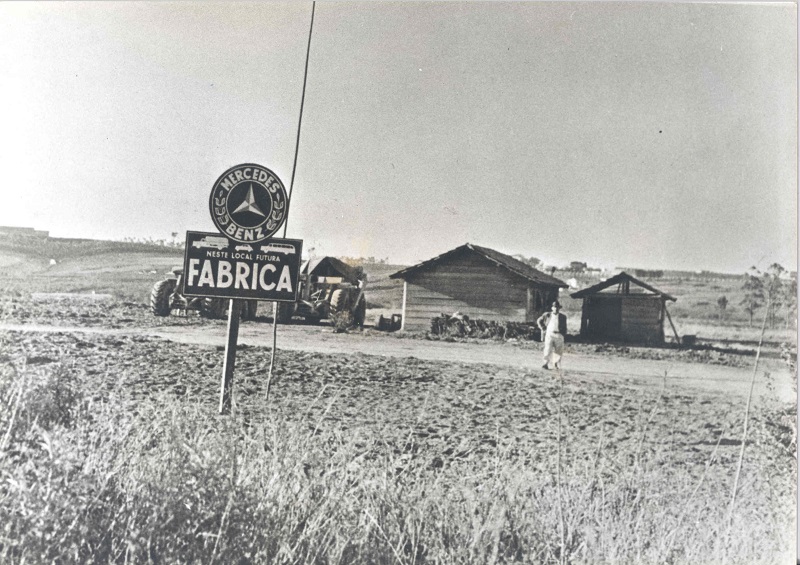 MERCEDES
BENZ
NESTE LOCAL FUTURA
FABRICA